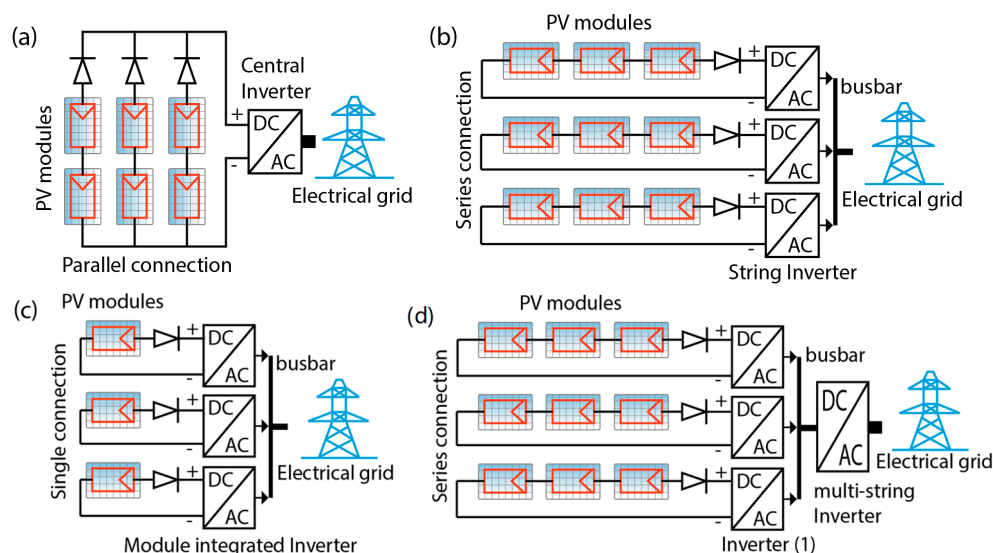 (a)
PV modules
Central
Inverter
+
DC
AC
-
Electrical grid
Parallel connection
(b)
PV modules
Series connection
+
DC
AC
-
+
DC
AC
-
+
DC
AC
-
busbar
Electrical grid
String Inverter
(c)
PV modules
Single connection
+
DC
AC
-
+
DC
AC
-
+
DC
AC
-
busbar
Electrical grid
Module integrated Inverter
(d)
PV modules
Series connection
+
DC
AC
-
+
DC
AC
-
+
DC
AC
-
busbar
DC
AC
Electrical grid
multi-string
Inverter
Inverter (1)